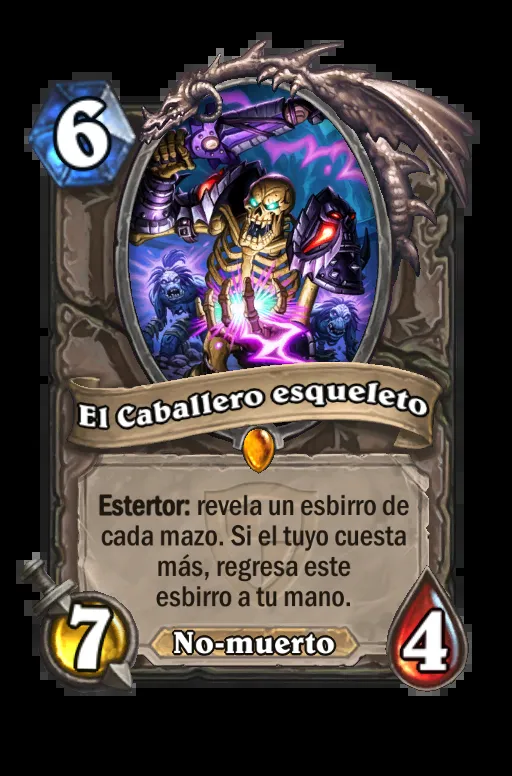 6
El Caballero esqueleto
Estertor: revela un esbirro de
cada mazo. Si el tuyo cuesta
más, regresa este
esbirro a tu mano.
7
No-muerto
4